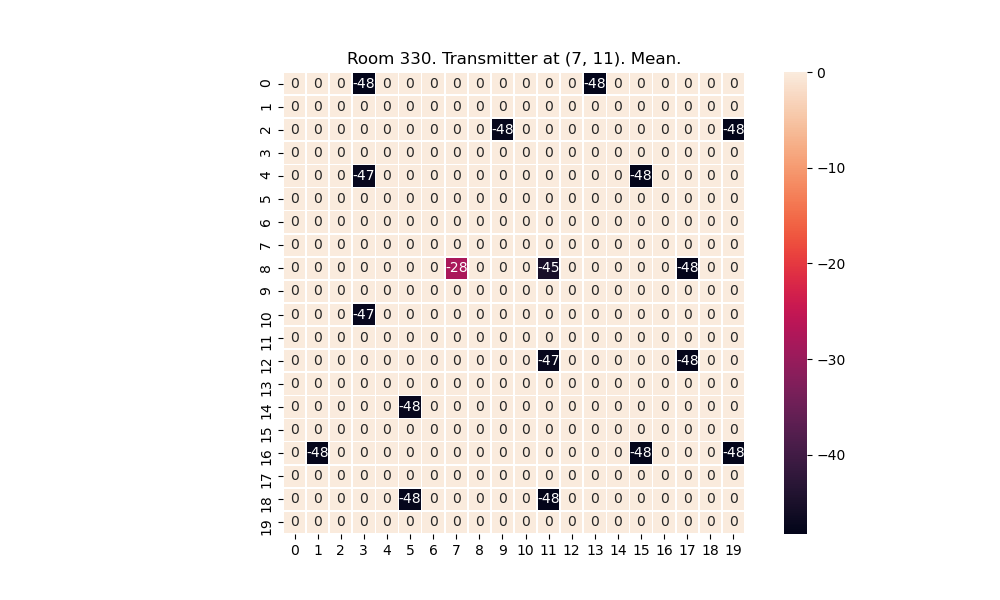 Room 330. Transmitter at (7, 11). Mean.
0 0 0 0 -48 0 0 0 0 0 0 0 0 0 -48 0 0 0 0 0 0
1 0 0 0 0 0 0 0 0 0 0 0 0 0 0 0 0 0 0 0 0
2 0 0 0 0 0 0 0 0 0 -48 0 0 0 0 0 0 0 0 0 -48
3 0 0 0 0 0 0 0 0 0 0 0 0 0 0 0 0 0 0 0 0
4 0 0 0 -47 0 0 0 0 0 0 0 0 0 0 0 -48 0 0 0 0
5 0 0 0 0 0 0 0 0 0 0 0 0 0 0 0 0 0 0 0 0
6 0 0 0 0 0 0 0 0 0 0 0 0 0 0 0 0 0 0 0 0
7 0 0 0 0 0 0 0 0 0 0 0 0 0 0 0 0 0 0 0 0
8 0 0 0 0 0 0 0 -28 0 0 0 -45 0 0 0 0 0 -48 0 0
9 0 0 0 0 0 0 0 0 0 0 0 0 0 0 0 0 0 0 0 0
10 0 0 0 -47 0 0 0 0 0 0 0 0 0 0 0 0 0 0 0 0
11 0 0 0 0 0 0 0 0 0 0 0 0 0 0 0 0 0 0 0 0
12 0 0 0 0 0 0 0 0 0 0 0 -47 0 0 0 0 0 -48 0 0
13 0 0 0 0 0 0 0 0 0 0 0 0 0 0 0 0 0 0 0 0
14 0 0 0 0 0 -48 0 0 0 0 0 0 0 0 0 0 0 0 0 0
15 0 0 0 0 0 0 0 0 0 0 0 0 0 0 0 0 0 0 0 0
16 0 -48 0 0 0 0 0 0 0 0 0 0 0 0 0 -48 0 0 0 -48
17 0 0 0 0 0 0 0 0 0 0 0 0 0 0 0 0 0 0 0 0
18 0 0 0 0 0 -48 0 0 0 0 0 -48 0 0 0 0 0 0 0 0
19 0 0 0 0 0 0 0 0 0 0 0 0 0 0 0 0 0 0 0 0
0 1 2 3 4 5 6 7 8 9 10 11 12 13 14 15 16 17 18 19
0
−10
−20
−30
−40